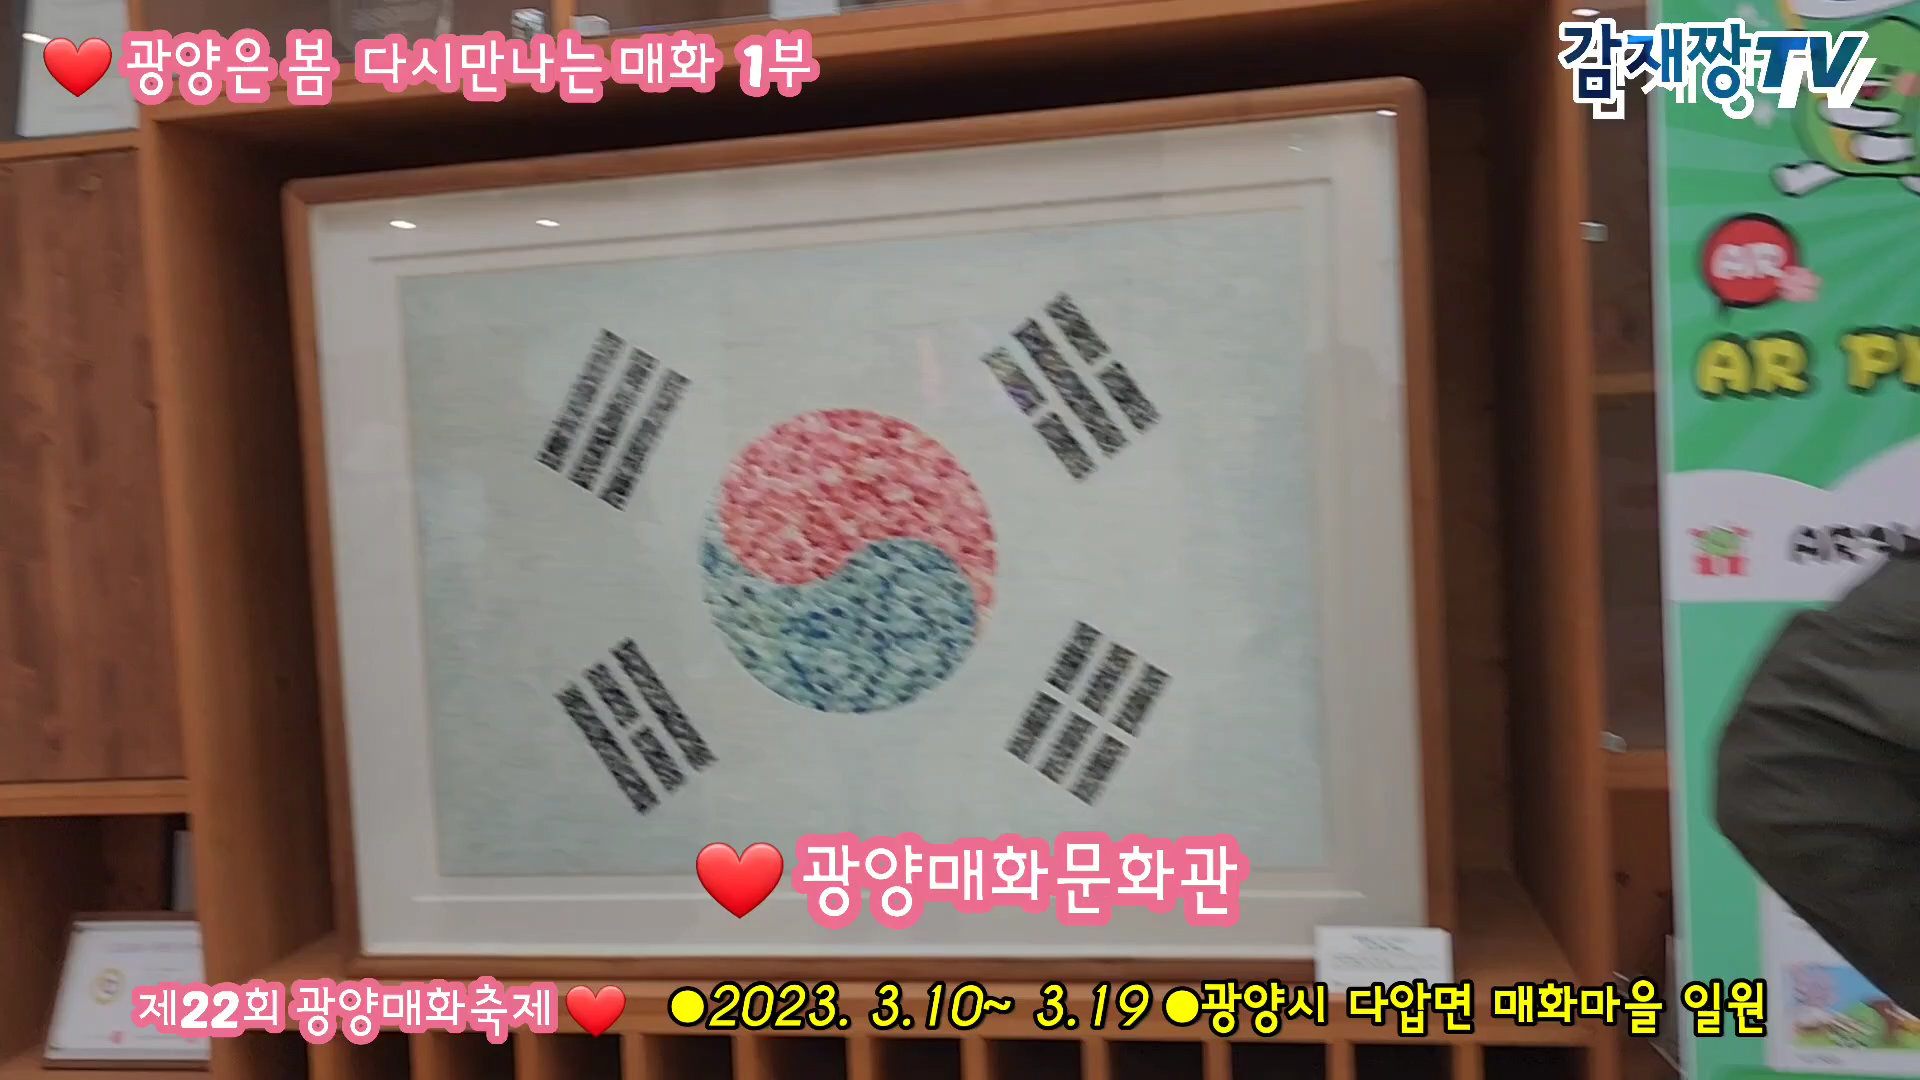 ❤️광양은 봄 다시만나는 매화 1부
감재짱TV
AR
AR
❤️광양매화문화관
제22회 광양매화축제❤️
●2023. 3.10~ 3.19 ●광양시 다압면 매화마을 일원